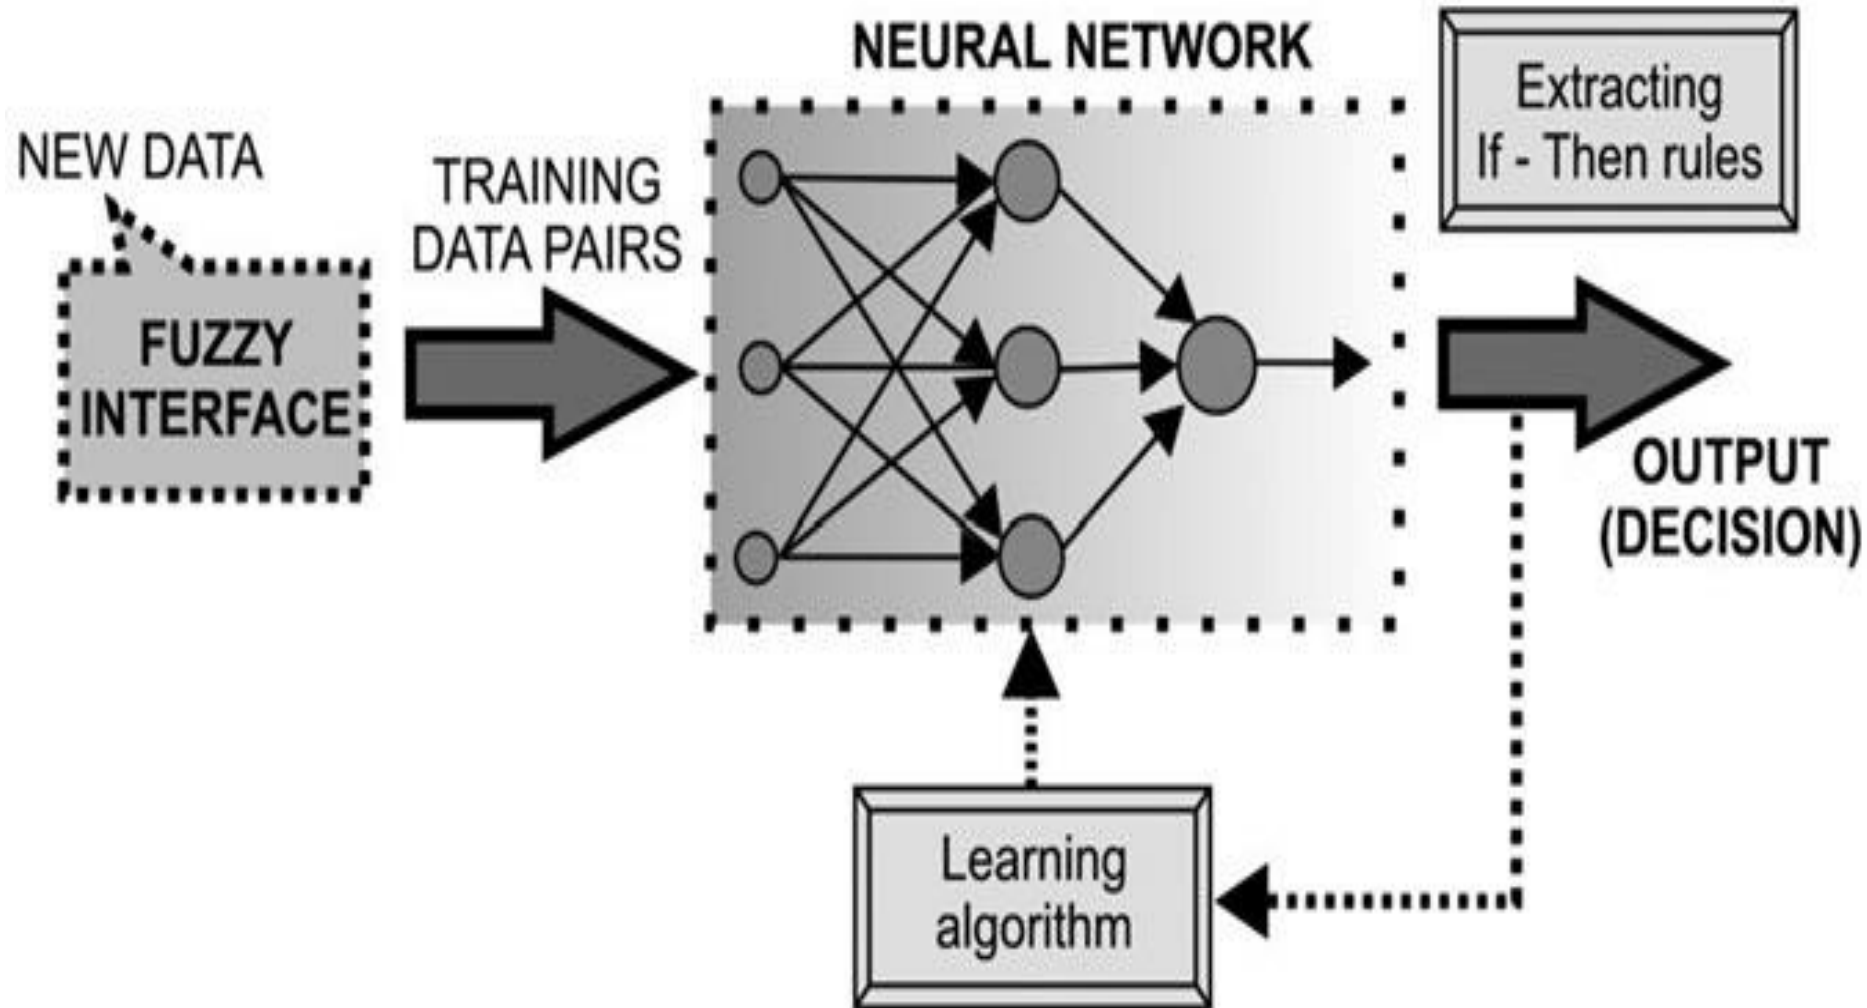 NEW DATA
FUZZY
INTERFACE
TRAINING
DATA PAIRS
NEURAL NETWORK
Extracting
If - Then rules
OUTPUT
(DECISION)
Learning
algorithm